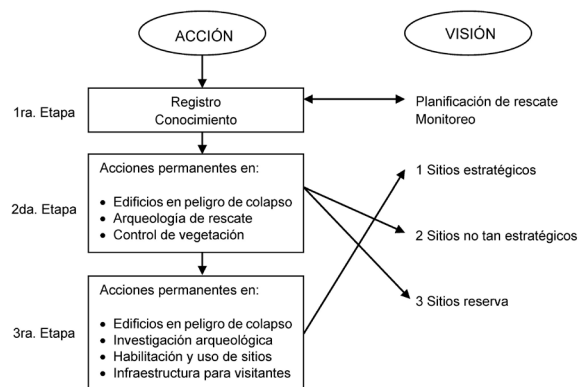 ACCIÓN
VISIÓN
1ra. Etapa
Registro
Conocimiento
Planificación de rescate
Monitoreo
2da. Etapa
Acciones permanentes en:
• Edificios en peligro de colapso
• Arqueología de rescate
• Control de vegetación
1 Sitios estratégicos
2 Sitios no tan estratégicos
3 Sitios reserva
3ra. Etapa
Acciones permanentes en:
• Edificios en peligro de colapso
• Investigación arqueológica
• Habilitación y uso de sitios
• Infraestructura para visitantes